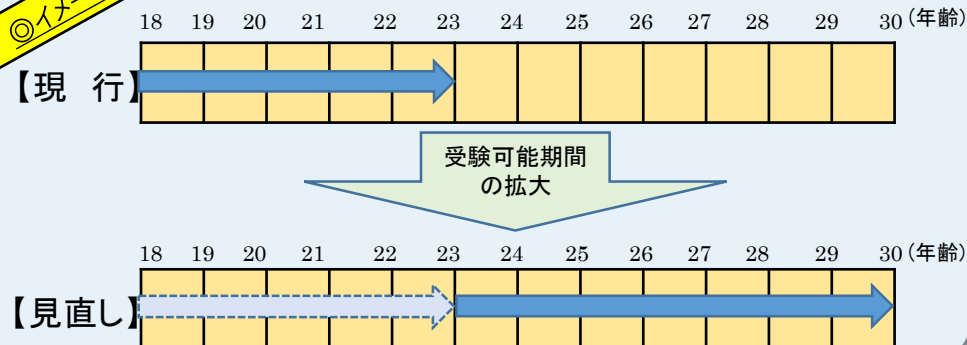 ◎イメー
18 19 20 21 22 23 24 25 26 27 28 29 30(年齢)
【現 行】
受験可能期間
の拡大
18 19 20 21 22 23 24 25 26 27 28 29 30(年齢)
【見直し】